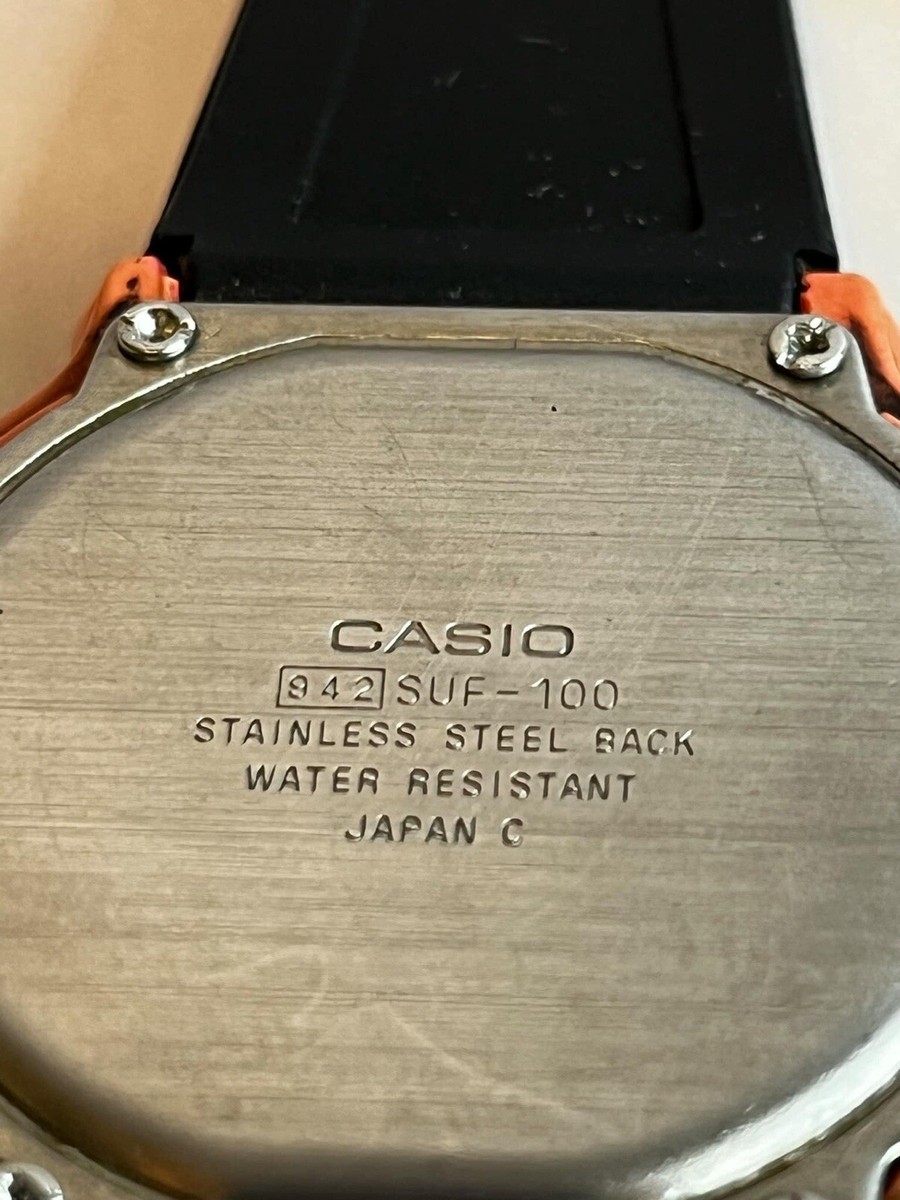 CASIO
942 SUF-100
STAINLESS STEEL BACK
WATER RESISTANT
JAPAN C